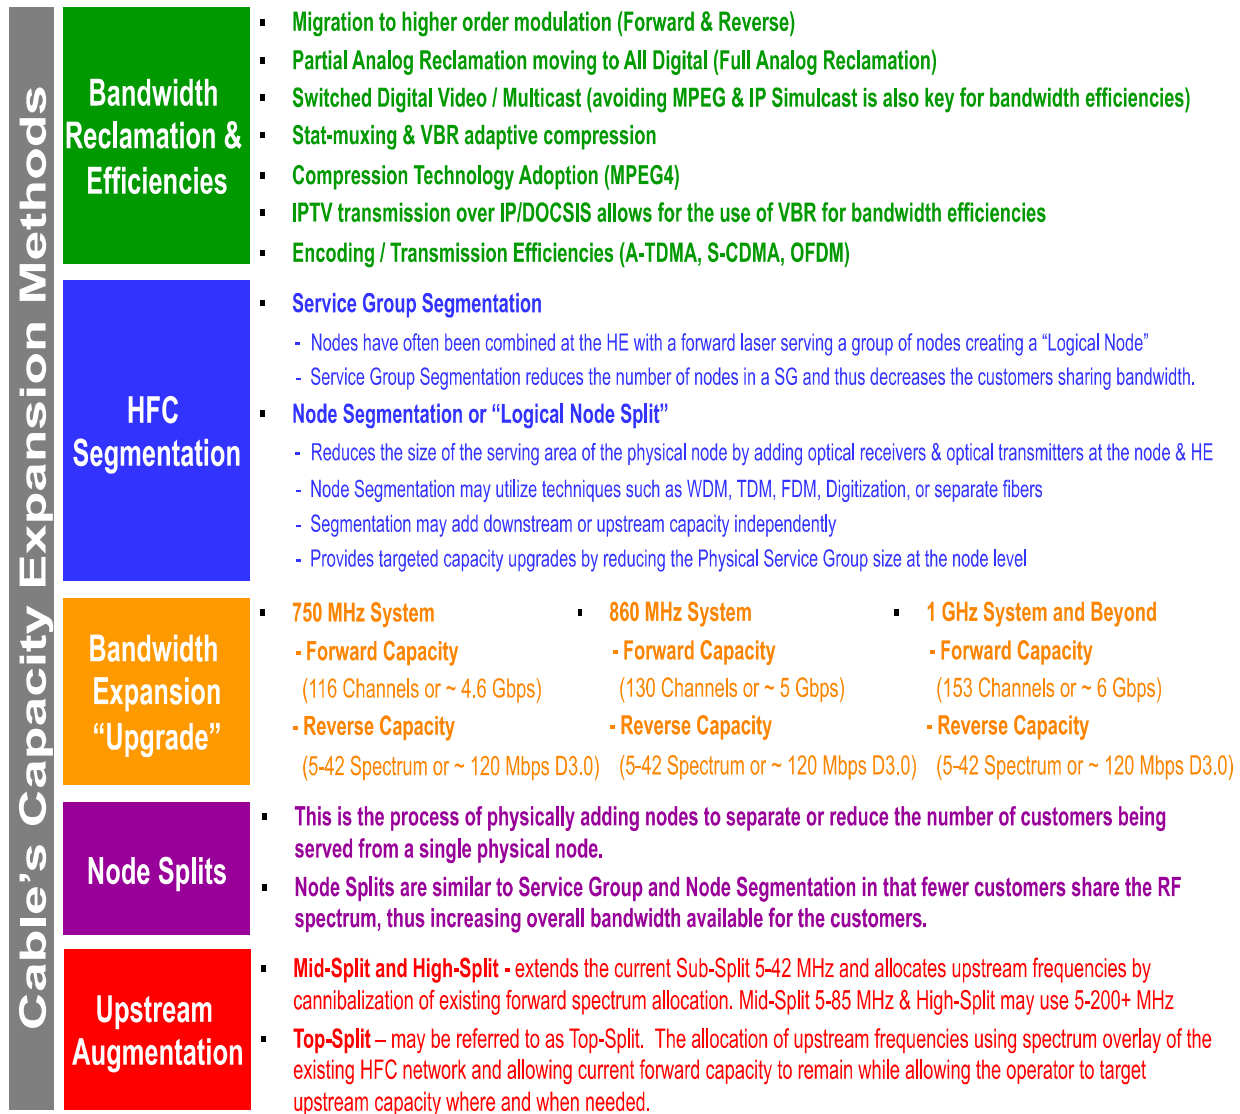 Cable's Capacity Expansion Methods
Bandwidth
Reclamation &
Efficiencies
▪ Migration to higher order modulation (Forward & Reverse)
▪ Partial Analog Reclamation moving to All Digital (Full Analog Reclamation)
▪ Switched Digital Video / Multicast (avoiding MPEG & IP Simulcast is also key for bandwidth efficiencies)
▪ Stat-muxing & VBR adaptive compression
▪ Compression Technology Adoption (MPEG4)
▪ IPTV transmission over IP/DOCSIS allows for the use of VBR for bandwidth efficiencies
▪ Encoding / Transmission Efficiencies (A-TDMA, S-CDMA, OFDM)
HFC
Segmentation
▪ Service Group Segmentation
- Nodes have often been combined at the HE with a forward laser serving a group of nodes creating a “Logical Node”
- Service Group Segmentation reduces the number of nodes in a SG and thus decreases the customers sharing bandwidth.
▪ Node Segmentation or “Logical Node Split”
- Reduces the size of the serving area of the physical node by adding optical receivers & optical transmitters at the node & HE
- Node Segmentation may utilize techniques such as WDM, TDM, FDM, Digitization, or separate fibers
- Segmentation may add downstream or upstream capacity independently
- Provides targeted capacity upgrades by reducing the Physical Service Group size at the node level
Bandwidth
Expansion
“Upgrade”
▪ 750 MHz System
- Forward Capacity
(116 Channels or ~ 4.6 Gbps)
- Reverse Capacity
(5-42 Spectrum or ~ 120 Mbps D3.0)
▪ 860 MHz System
- Forward Capacity
(130 Channels or ~ 5 Gbps)
- Reverse Capacity
(5-42 Spectrum or ~ 120 Mbps D3.0)
▪ 1 GHz System and Beyond
- Forward Capacity
(153 Channels or ~ 6 Gbps)
- Reverse Capacity
(5-42 Spectrum or ~ 120 Mbps D3.0)
Node Splits
▪ This is the process of physically adding nodes to separate or reduce the number of customers being
served from a single physical node.
▪ Node Splits are similar to Service Group and Node Segmentation in that fewer customers share the RF
spectrum, thus increasing overall bandwidth available for the customers.
Upstream
Augmentation
▪ Mid-Split and High-Split - extends the current Sub-Split 5-42 MHz and allocates upstream frequencies by
cannibalization of existing forward spectrum allocation. Mid-Split 5-85 MHz & High-Split may use 5-200+ MHz
▪ Top-Split – may be referred to as Top-Split. The allocation of upstream frequencies using spectrum overlay of the
existing HFC network and allowing current forward capacity to remain while allowing the operator to target
upstream capacity where and when needed.